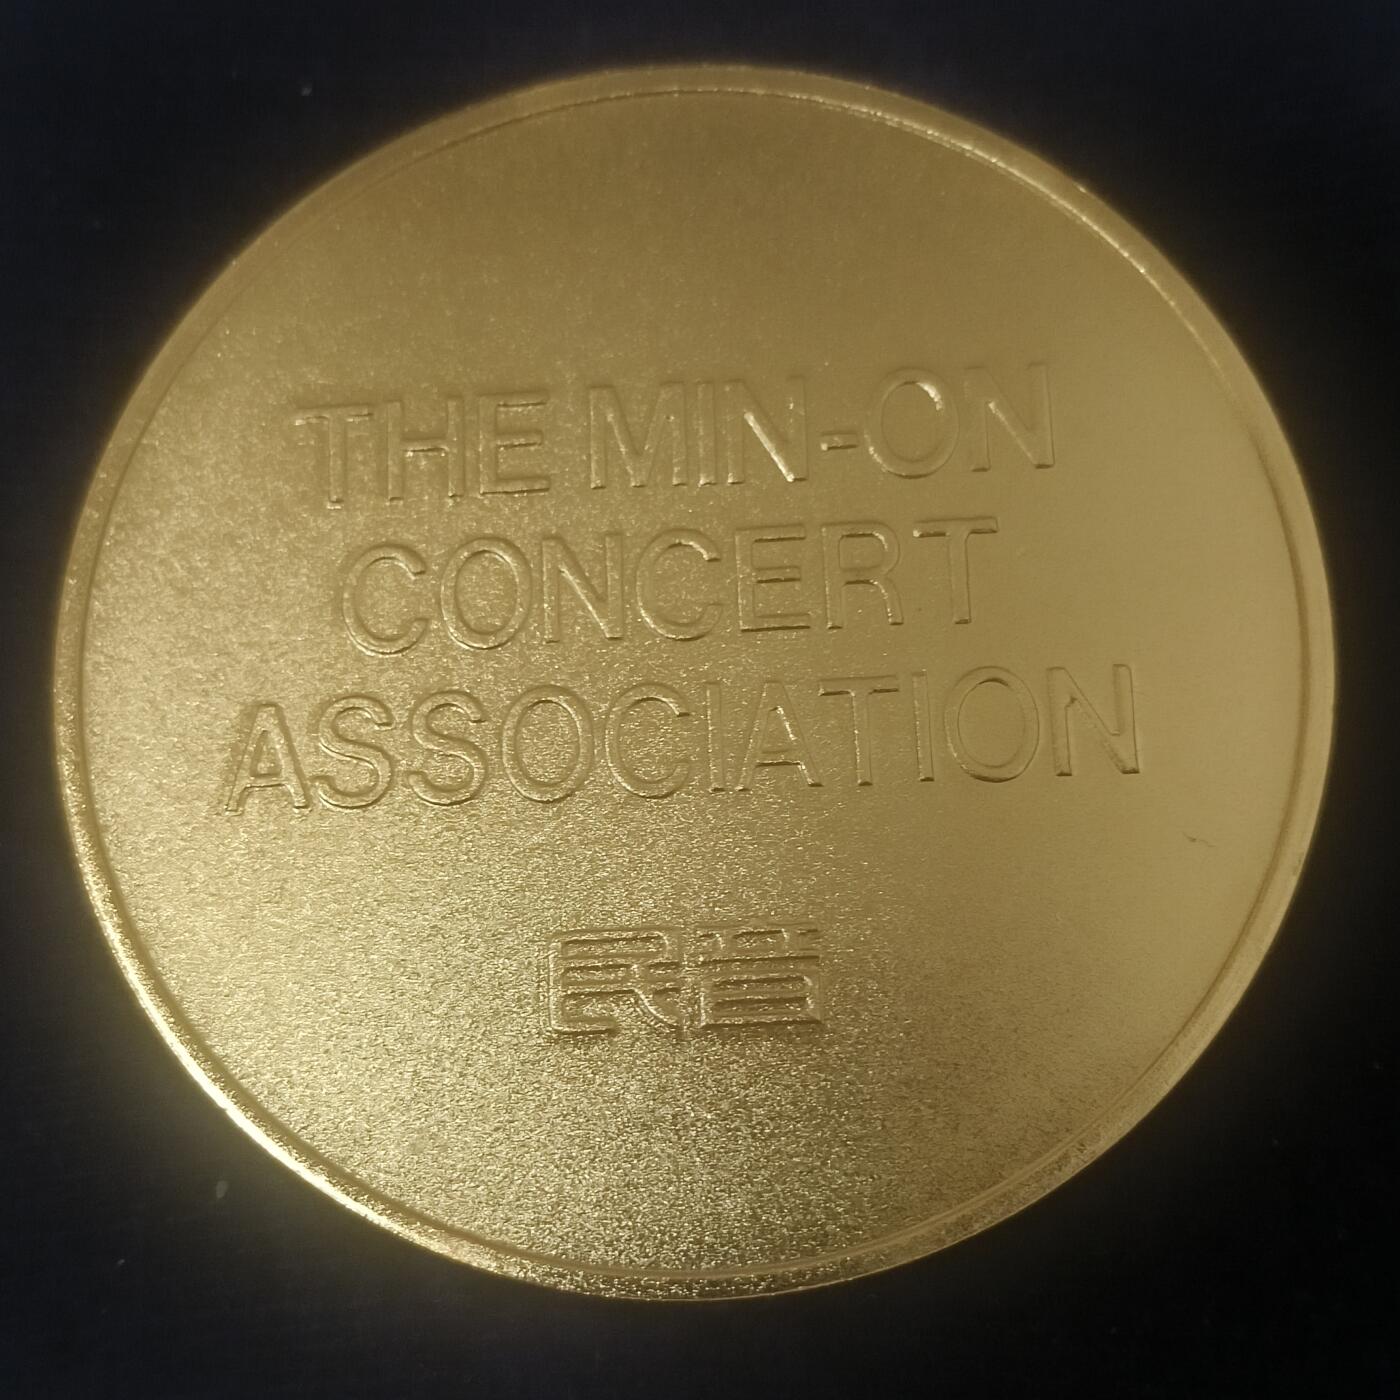 THE MIN-ON
CONCERT
ASSOCIATION
民音